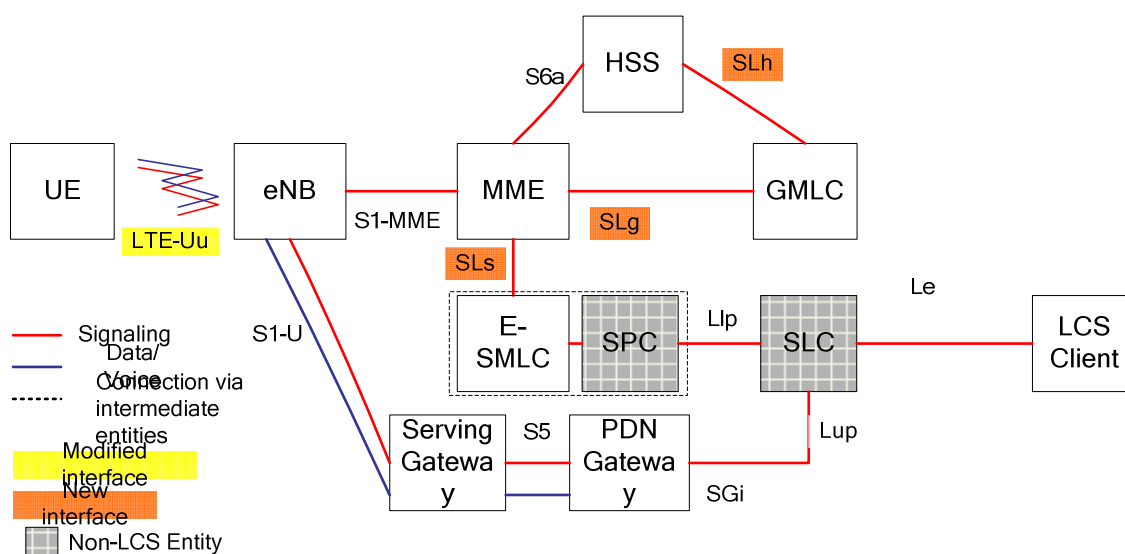 HSS
S6a
SLh
UE
eNB
MME
GMLC
S1-MME
SLg
LTE-Uu
SLs
Le
S1-U
E-
SMLC
SPC
Llp
SLC
LCS
Client
Signaling
Data/
Voice
Connection via
intermediate
entities
Serving
Gatewa
y
S5
PDN
Gatewa
y
Lup
SGi
Modified
interface
New
interface
Non-LCS Entity